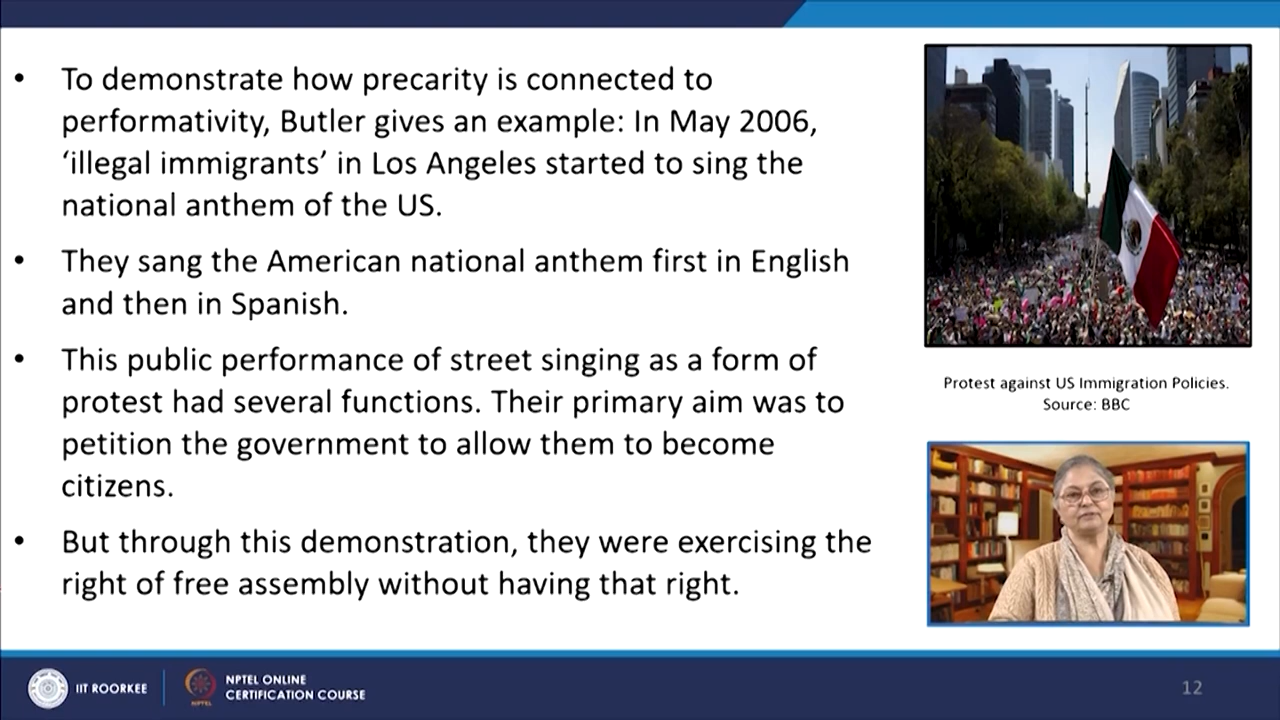 • To demonstrate how precarity is connected to
performativity, Butler gives an example: In May 2006,
‘illegal immigrants’ in Los Angeles started to sing the
national anthem of the US.
• They sang the American national anthem first in English
and then in Spanish.
• This public performance of street singing as a form of
protest had several functions. Their primary aim was to
petition the government to allow them to become
citizens.
• But through this demonstration, they were exercising the
right of free assembly without having that right.
Protest against US Immigration Policies.
Source: BBC
IIT ROORKEE
NPTEL
NPTEL ONLINE
CERTIFICATION COURSE
12